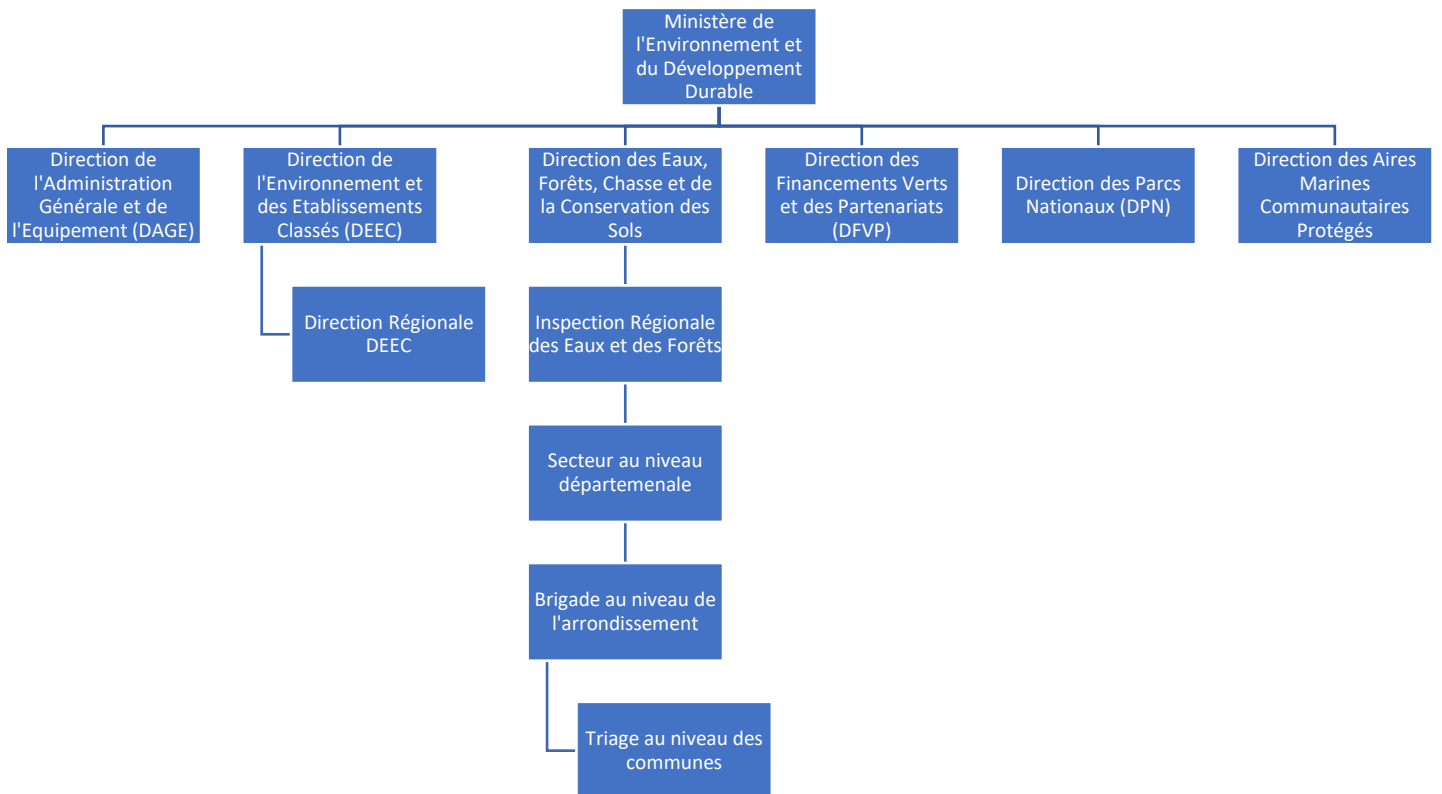 Ministère de
l'Environnement et
du Développement
Durable
Direction de
l'Administration
Générale et de
l'Equipement (DAGE)
Direction de
l'Environnement et
des Etablissements
Classés (DEEC)
Direction des Eaux,
Forêts, Chasse et de
la Conservation des
Sols
Direction des
Financements Verts
et des Partenariats
(DFVP)
Direction des Parcs
Nationaux (DPN)
Direction des Aires
Marines
Communautaires
Protégés
Direction Régionale
DEEC
Inspection Régionale
des Eaux et des Forêts
Secteur au niveau
départemenale
Brigade au niveau de
l'arrondissement
Triage au niveau des
communes